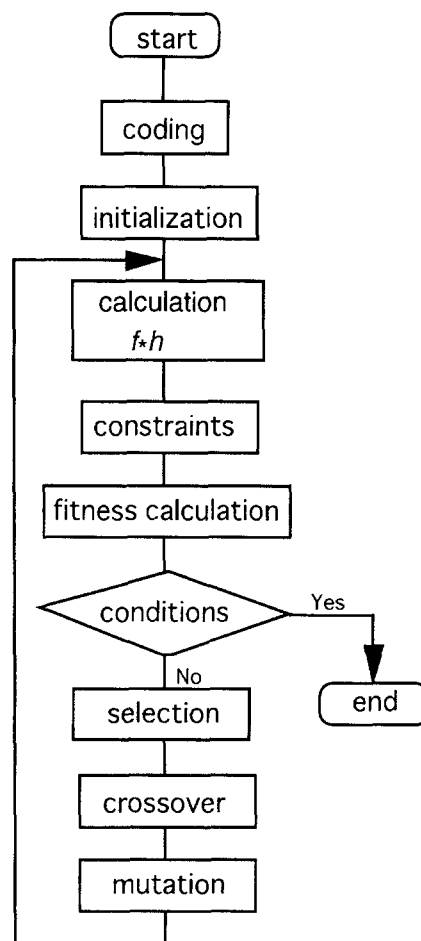 start
coding
initialization
calculation
f*h
constraints
fitness calculation
conditions
Yes
No
selection
end
crossover
mutation